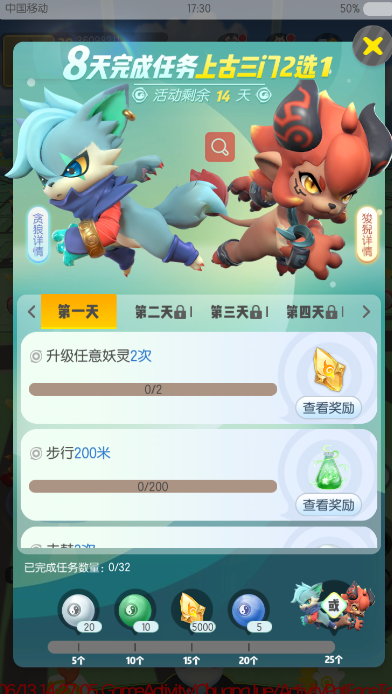 中国移动 17:30 50%
8天完成任务上古三门2选1
活动剩余 14 天
贪狼详情
狻猊详情
第一天 第二天 第三天 第四天
升级任意妖灵2次
0/2
查看奖励
步行200米
0/200
查看奖励
已完成任务数量：0/32
20 10 5000 5 或
5个 10个 15个 20个 25个